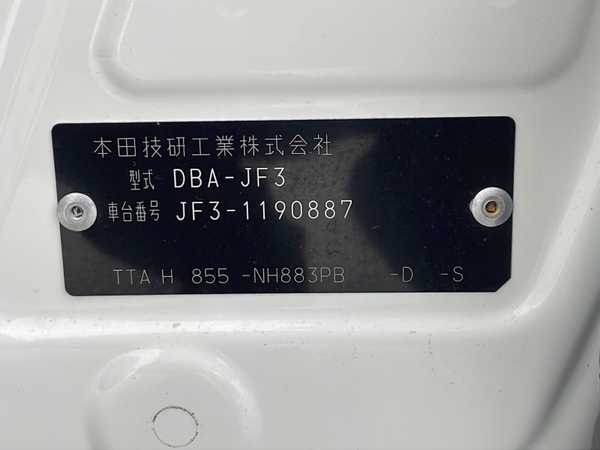 本田技研工業株式会社
型式 DBA-JF3
車台番号 JF3-1190887
TTA H 855 -NH883PB -D -S